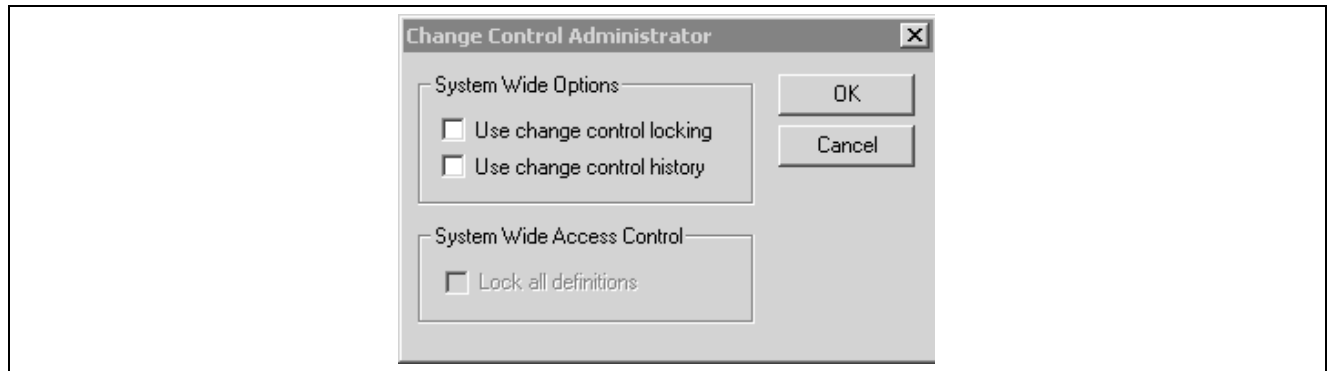 Change Control Administrator
System Wide Options
Use change control locking
Use change control history
OK
Cancel
System Wide Access Control
Lock all definitions